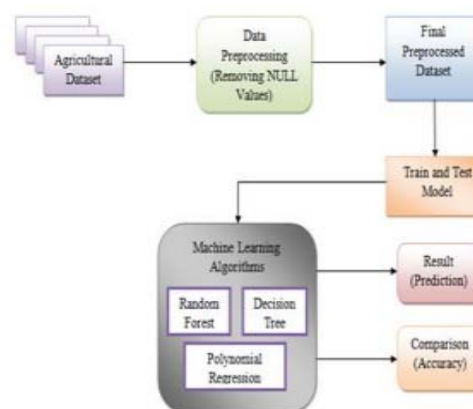 Agricultural
Dataset
Data
Preprocessing
(Removing NULL
Values)
Final
Preprocessed
Dataset
Train and Test
Model
Machine Learning
Algorithms
Random
Forest
Decision
Tree
Polynomial
Regression
Result
(Prediction)
Comparison
(Accuracy)